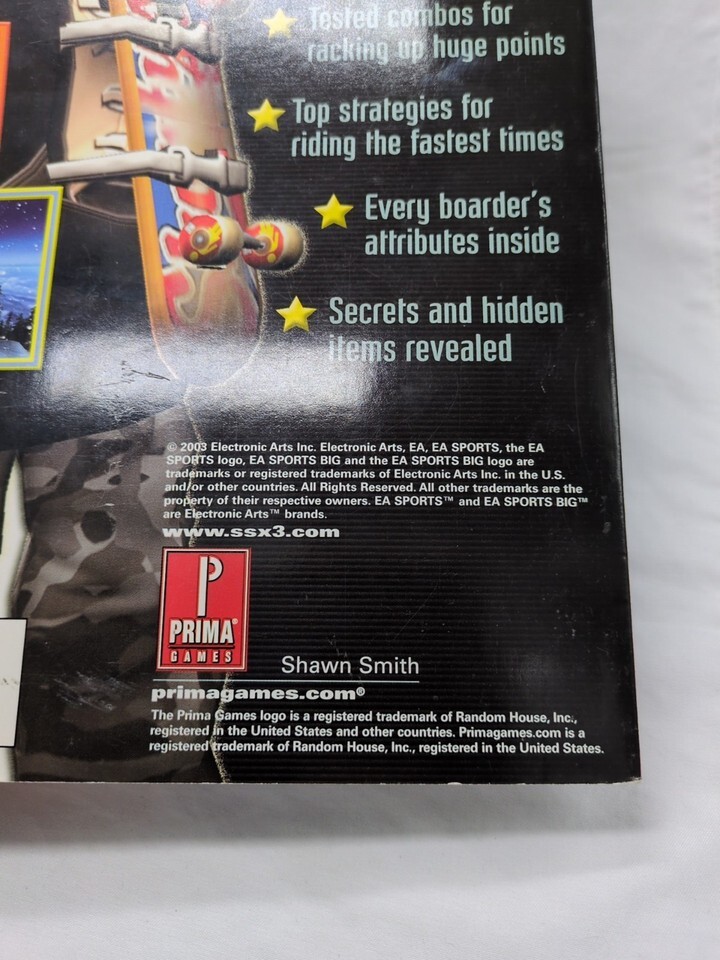 Tested combos for
racking up huge points
Top strategies for
riding the fastest times
Every boarder's
attributes inside
Secrets and hidden
items revealed
© 2003 Electronic Arts Inc. Electronic Arts, EA, EA SPORTS, the EA
SPORTS logo, EA SPORTS BIG and the EA SPORTS BIG logo are
trademarks or registered trademarks of Electronic Arts Inc. in the U.S.
and/or other countries. All Rights Reserved. All other trademarks are the
property of their respective owners. EA SPORTS™ and EA SPORTS BIG™
are Electronic Arts™ brands.
www.ssx3.com
P
PRIMA®
GAMES
Shawn Smith
primagames.com®
The Prima Games logo is a registered trademark of Random House, Inc.,
registered in the United States and other countries. Primagames.com is a
registered trademark of Random House, Inc., registered in the United States.